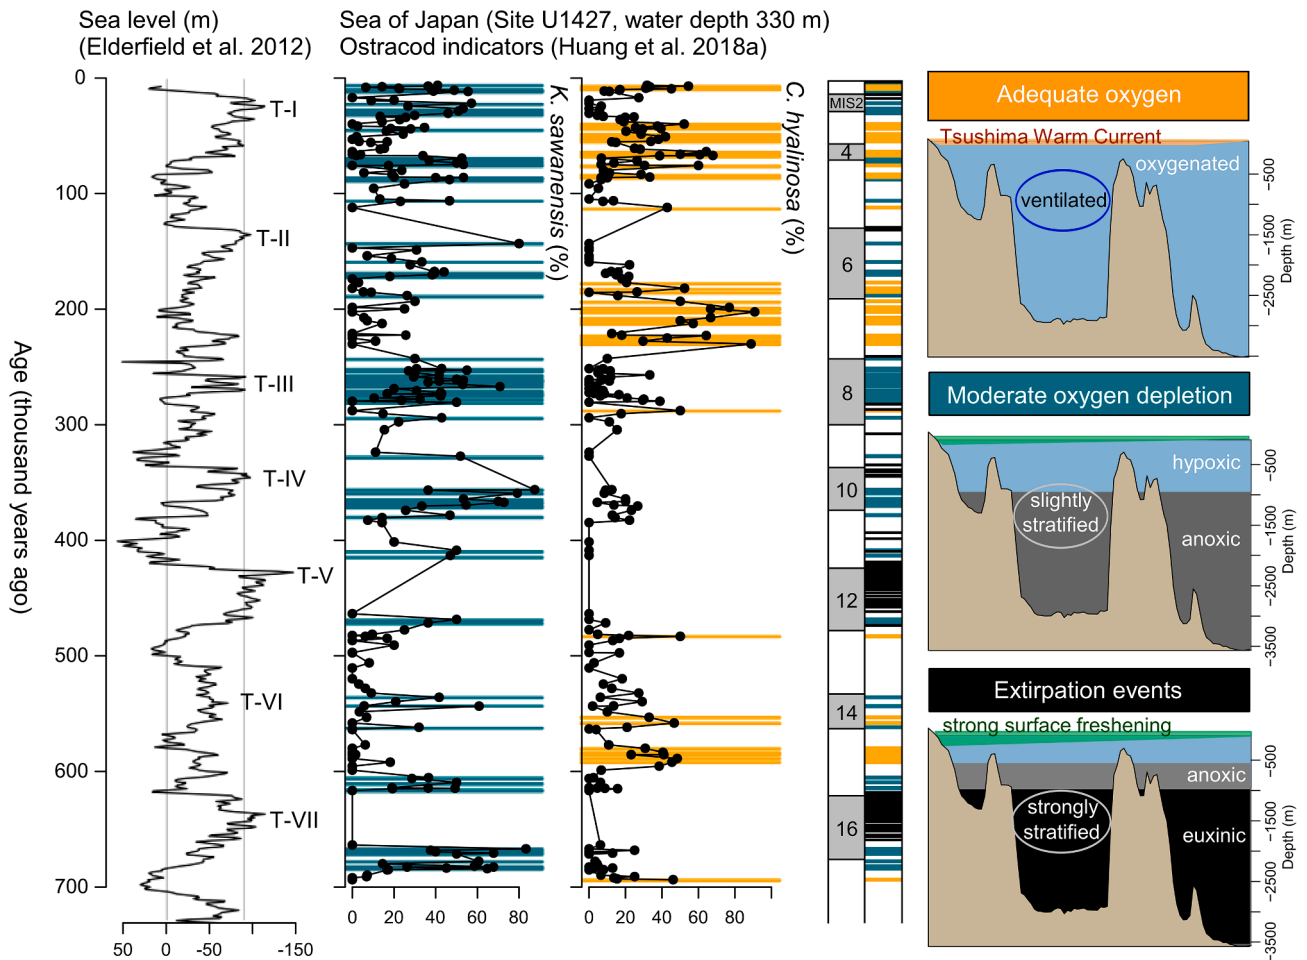 Sea level (m)
(Elderfield et al. 2012)
Sea of Japan (Site U1427, water depth 330 m)
Ostracod indicators (Huang et al. 2018a)
Age (thousand years ago)
0
100
200
300
400
500
600
700
T-I
T-II
T-III
T-IV
T-V
T-VI
T-VII
50
0
-50
-150
K. sawanensis (%)
0
20
40
60
80
C. hyalinosa (%)
0
20
40
60
80
MIS2
4
6
8
10
12
14
16
Adequate oxygen
Tsushima Warm Current
oxygenated
ventilated
-500
-1500
-2500
Depth (m)
Moderate oxygen depletion
hypoxic
slightly
stratified
anoxic
-500
-1500
-2500
-3500
Depth (m)
Extirpation events
strong surface freshening
anoxic
strongly
stratified
euxinic
-500
-1500
-2500
-3500
Depth (m)